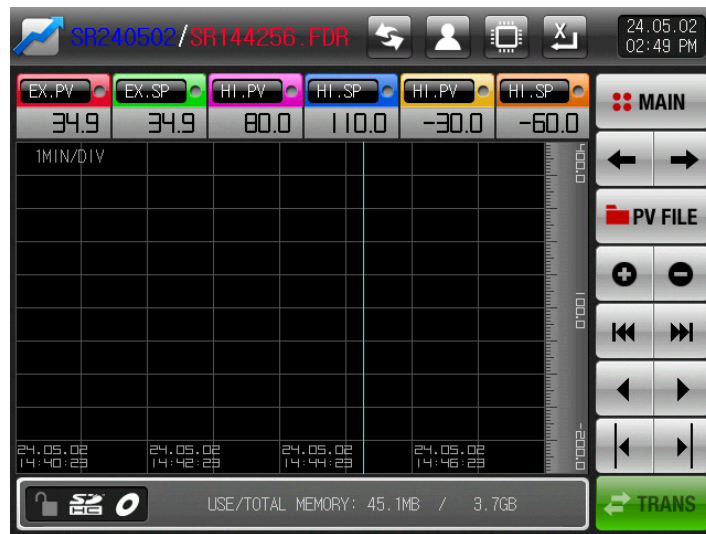 SR240502/SR144256.FDR
X
24.05.02
02:49 PM
EX.PV EX.SP HI.PV HI.SP HI.PV HI.SP
34.9 34.9 80.0 110.0 -30.0 -60.0
MAIN
1MIN/DIV
400.0
PV FILE
100.0
-200.0
24.05.02 24.05.02 24.05.02 24.05.02
14:40:23 14:42:23 14:44:23 14:46:23
SD
HC
USE/TOTAL MEMORY: 45.1MB / 3.7GB
TRANS